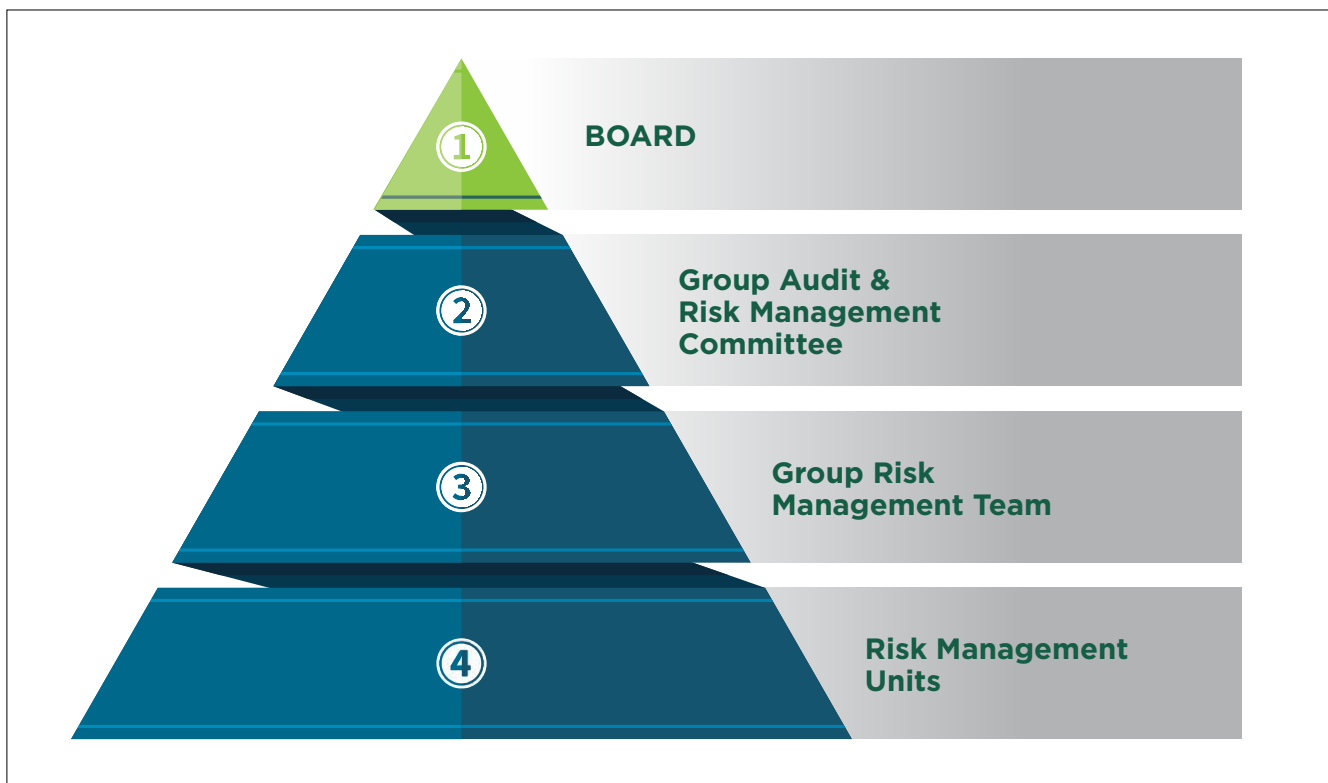 1
BOARD
2
Group Audit &
Risk Management
Committee
3
Group Risk
Management Team
4
Risk Management
Units